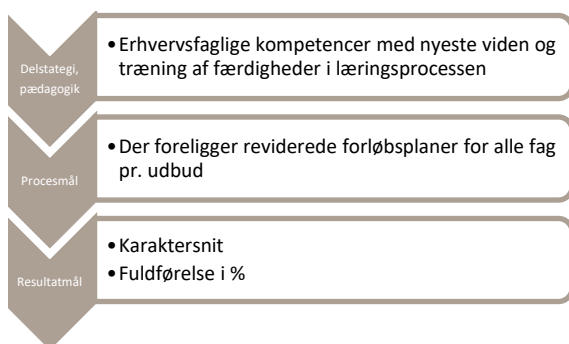 Delstategi,
pædagogik
• Erhvervsfaglige kompetencer med nyeste viden og
træning af færdigheder i læringsprocessen
Procesmål
• Der foreligger reviderede forløbsplaner for alle fag
pr. udbud
Resultatmål
• Karaktersnit
• Fuldførelse i %